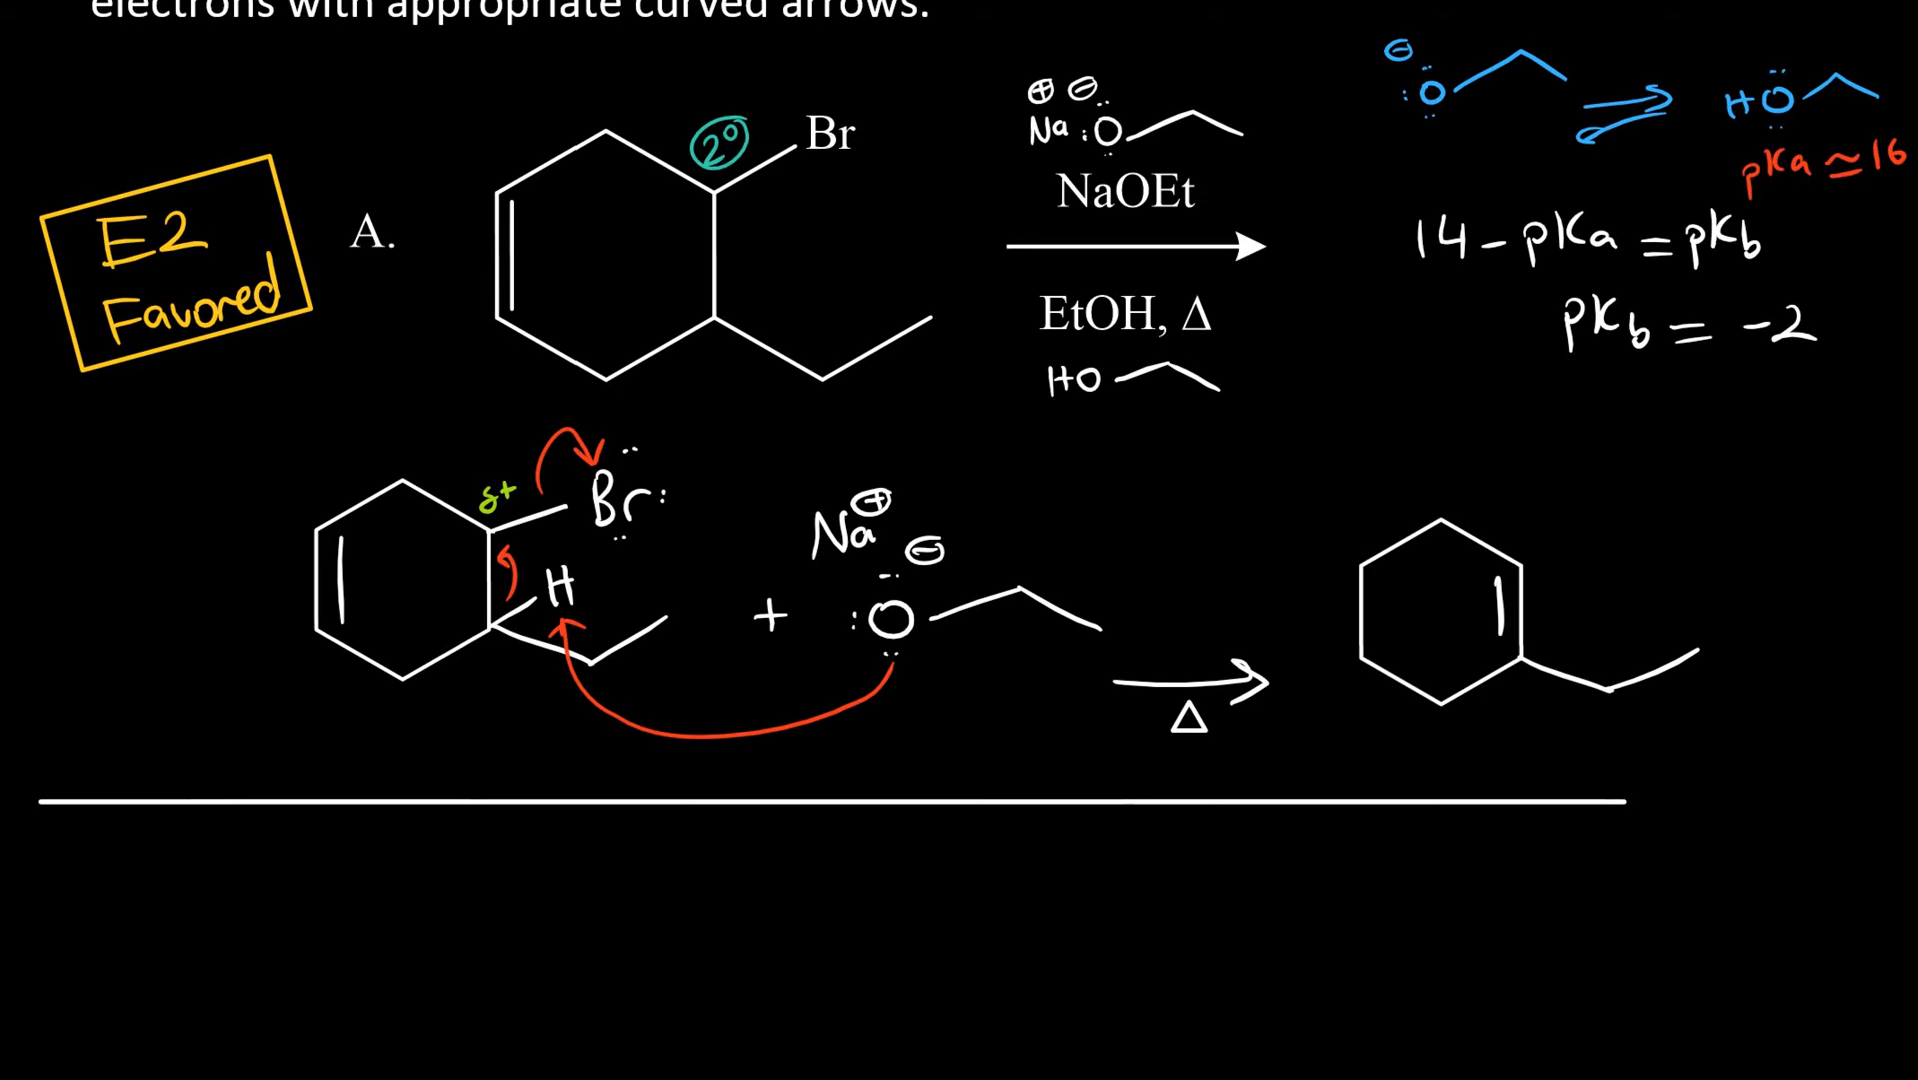 electrons with appropriate curved arrows.
⊕ ⊖
Na :O
NaOEt
EtOH, Δ
HO
2°
Br
A.
E2
Favored
⊖
:O
HO
pKa ≃ 16
14 - pKa = pKb
pKb = -2
δ+
Br:
H
+
Na⊕
⊖
:O
Δ